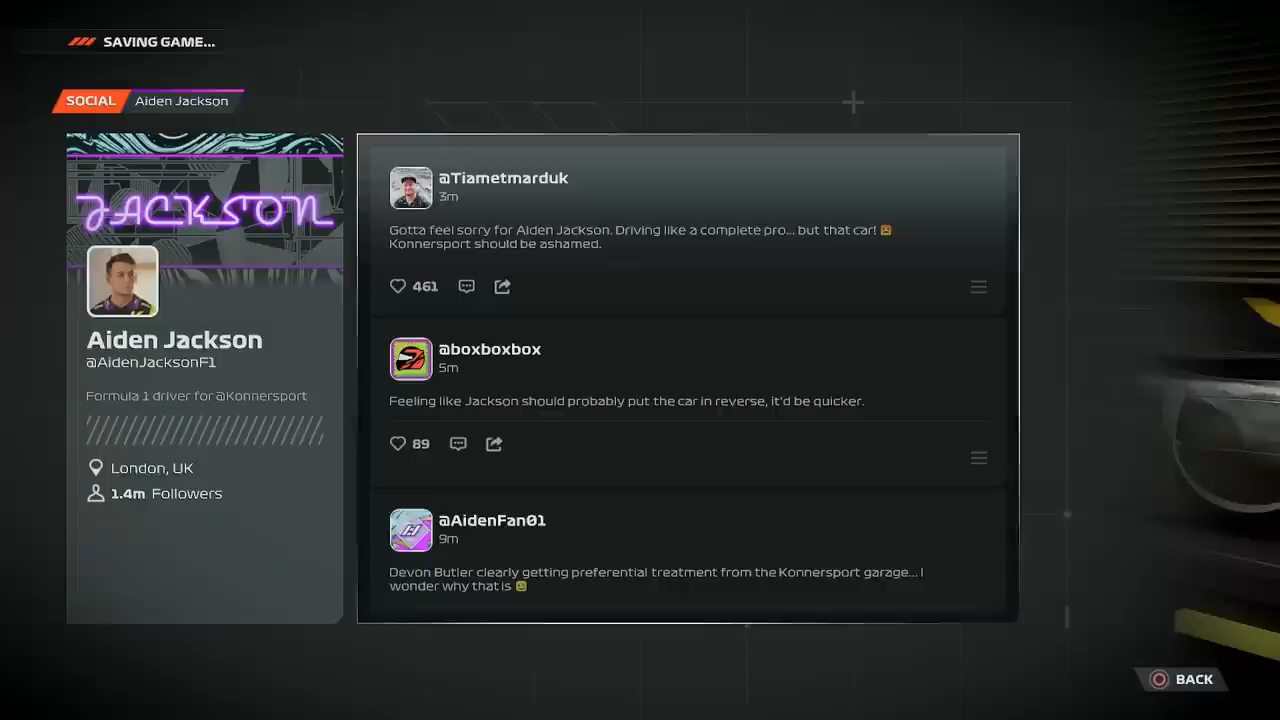 SAVING GAME...
SOCIAL Aiden Jackson
JACKSON
Aiden Jackson
@AidenJacksonF1
Formula 1 driver for @Konnersport
London, UK
1.4m Followers
@Tiametmarduk
3m
Gotta feel sorry for Aiden Jackson. Driving like a complete pro... but that car!
Konnersport should be ashamed.
461
@boxboxbox
5m
Feeling like Jackson should probably put the car in reverse, it'd be quicker.
89
@AidenFan01
9m
Devon Butler clearly getting preferential treatment from the Konnersport garage... I
wonder why that is
BACK